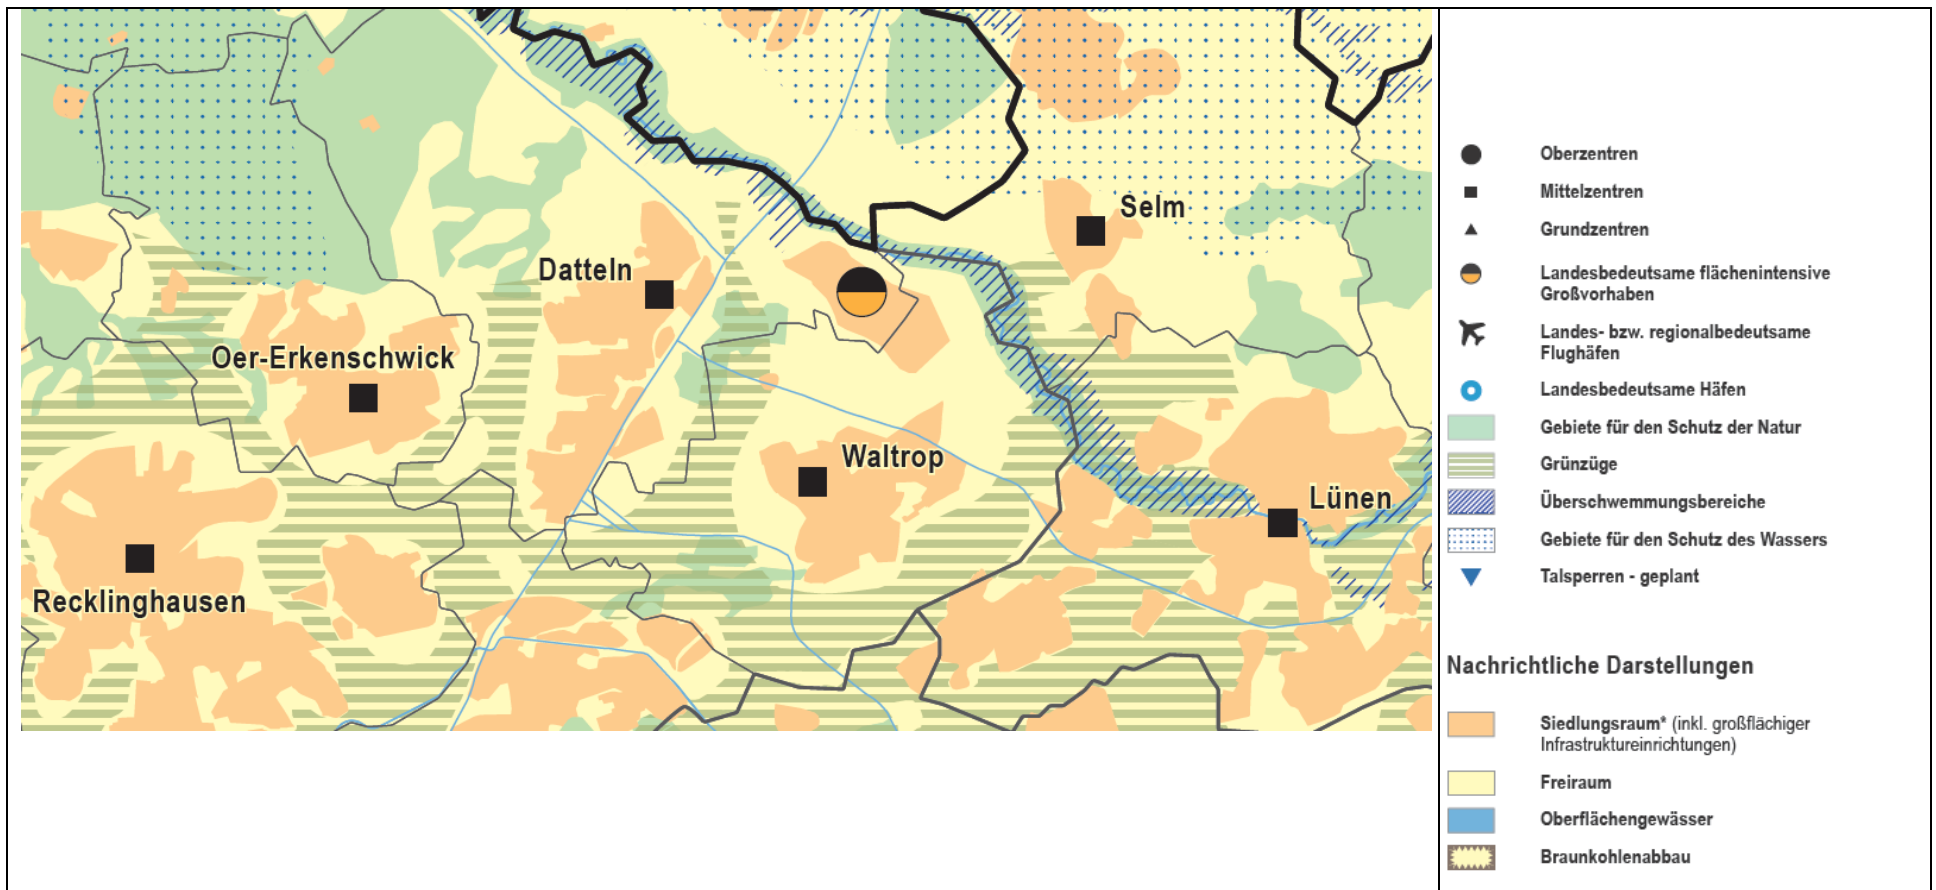 Selm
Datteln
Oer-Erkenschwick
Waltrop
Lünen
Recklinghausen
Oberzentren
Mittelzentren
Grundzentren
Landesbedeutsame flächenintensive
Großvorhaben
Landes- bzw. regionalbedeutsame
Flughäfen
Landesbedeutsame Häfen
Gebiete für den Schutz der Natur
Grünzüge
Überschwemmungsbereiche
Gebiete für den Schutz des Wassers
Talsperren - geplant
Nachrichtliche Darstellungen
Siedlungsraum* (inkl. großflächiger
Infrastruktureinrichtungen)
Freiraum
Oberflächengewässer
Braunkohlenabbau